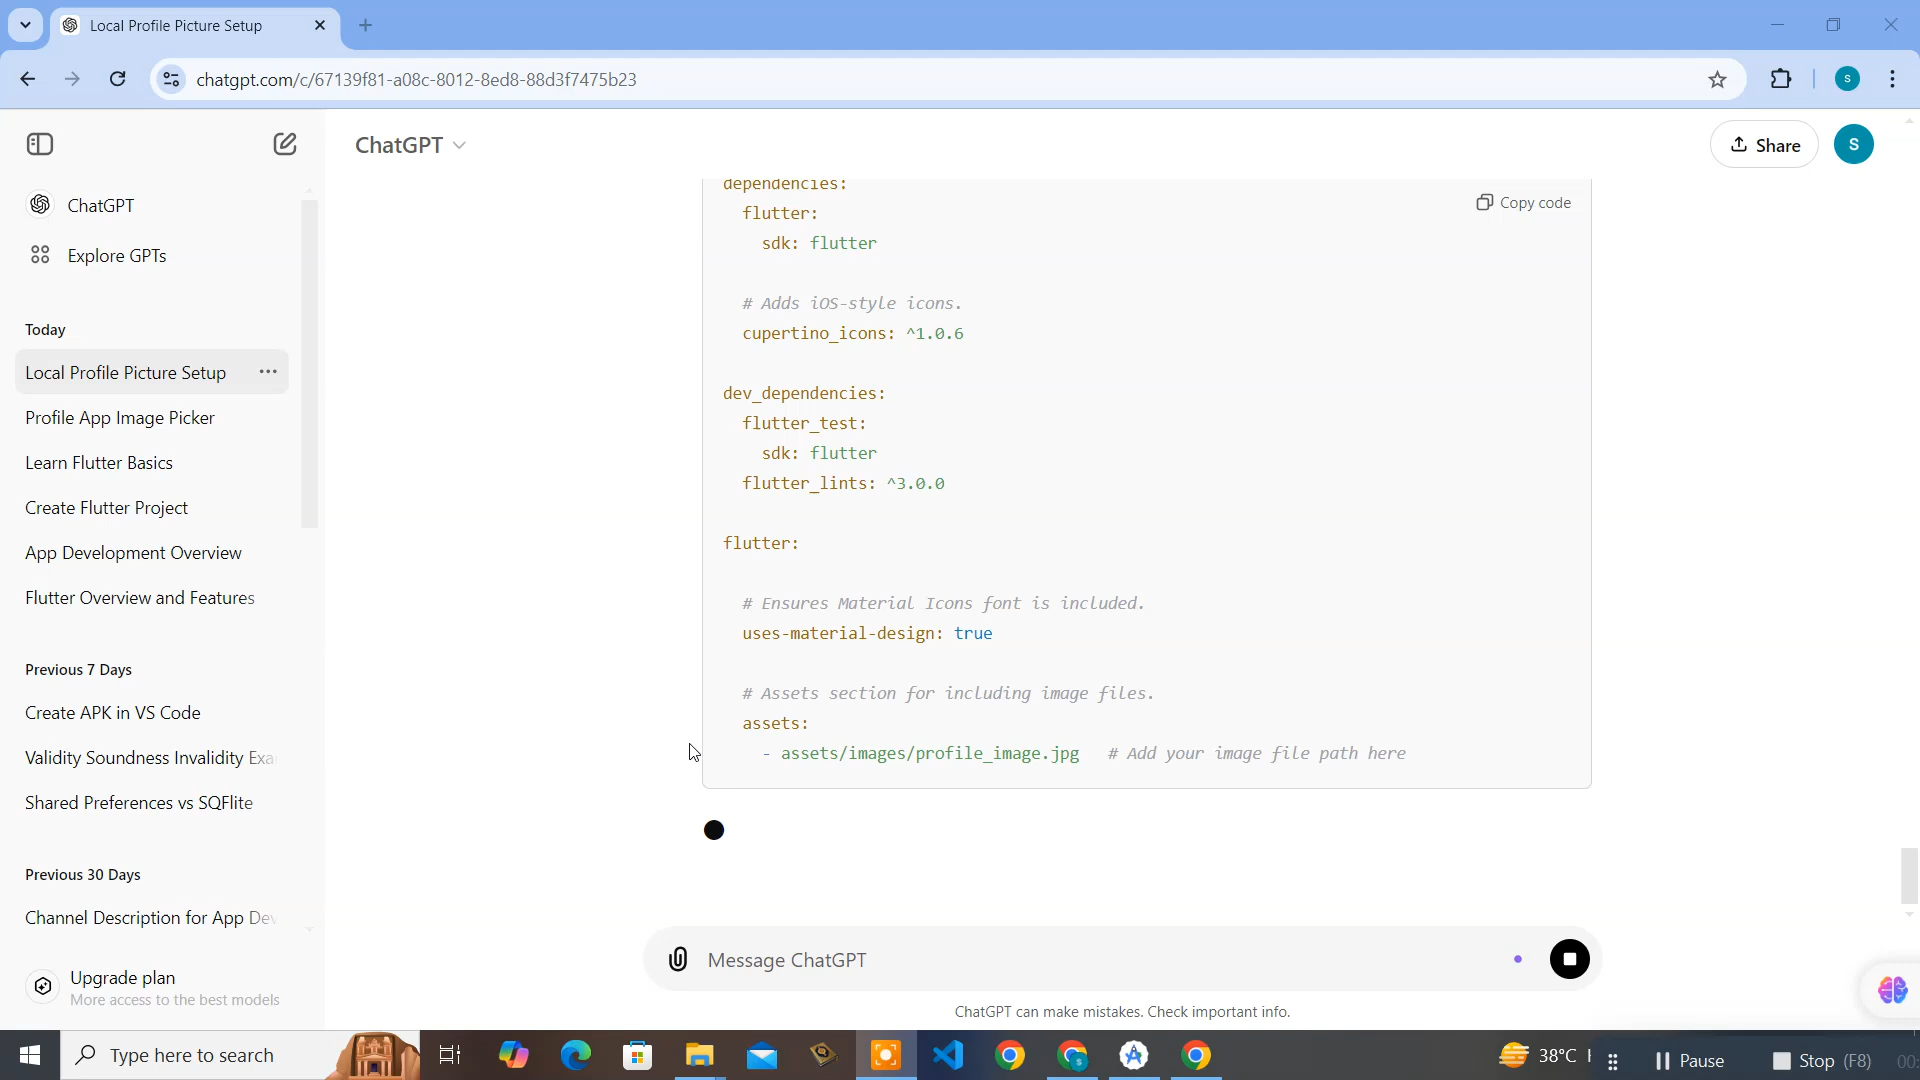 Local Profile Picture Setup
chatgpt.com/c/67139f81-a08c-8012-8ed8-88d3f7475b23
S
ChatGPT
Share
S
ChatGPT
Explore GPTs
Today
Local Profile Picture Setup
Profile App Image Picker
Learn Flutter Basics
Create Flutter Project
App Development Overview
Flutter Overview and Features
Previous 7 Days
Create APK in VS Code
Validity Soundness Invalidity Exa
Shared Preferences vs SQFlite
Previous 30 Days
Channel Description for App Dev
Upgrade plan
More access to the best models
dependencies:
Copy code
flutter:
sdk: flutter
# Adds iOS-style icons.
cupertino_icons: ^1.0.6
dev_dependencies:
flutter_test:
sdk: flutter
flutter_lints: ^3.0.0
flutter:
# Ensures Material Icons font is included.
uses-material-design: true
# Assets section for including image files.
assets:
- assets/images/profile_image.jpg # Add your image file path here
Message ChatGPT
ChatGPT can make mistakes. Check important info.
Type here to search
38°C
Pause
Stop (F8)